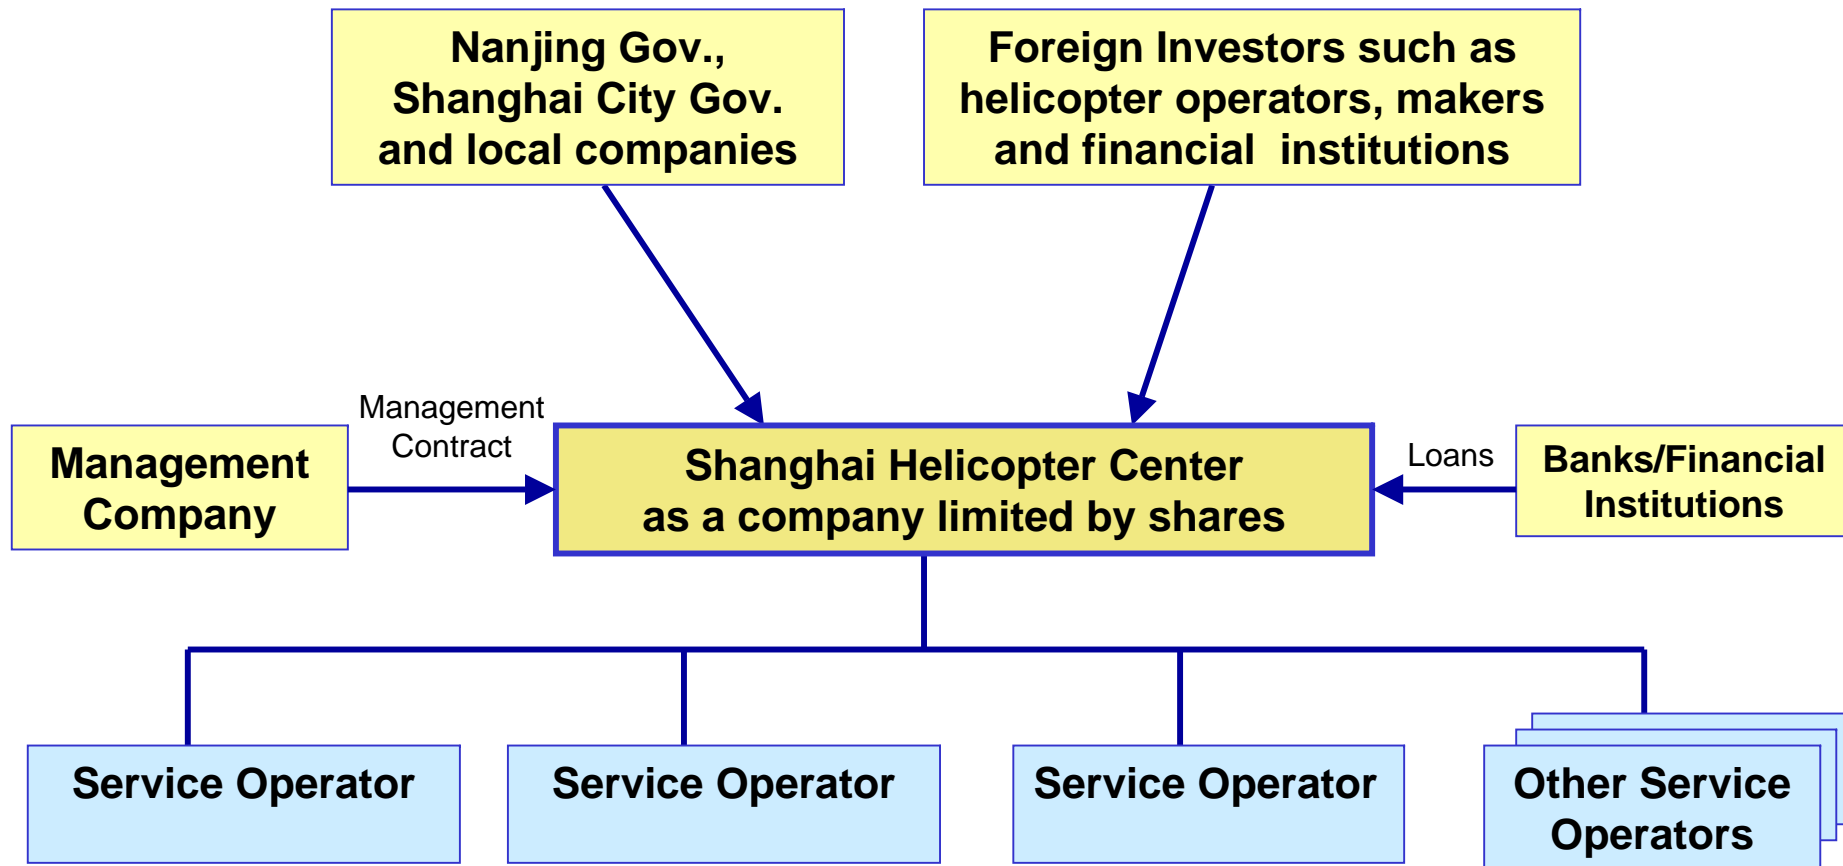 Nanjing Gov.,
Shanghai City Gov.
and local companies
Foreign Investors such as
helicopter operators, makers
and financial  institutions
Management
Contract
Management
Company
Shanghai Helicopter Center
as a company limited by shares
Loans
Banks/Financial
Institutions
Service Operator
Service Operator
Service Operator
Other Service
Operators